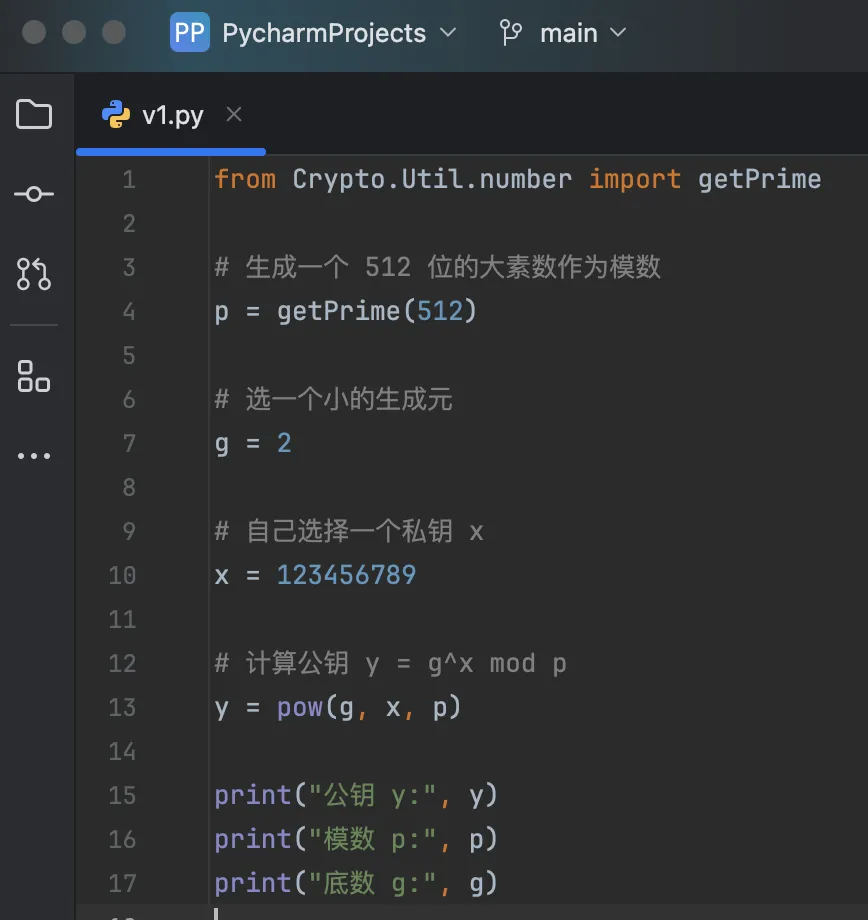 PP PycharmProjects main
v1.py
1 from Crypto.Util.number import getPrime
2
3 # 生成一个 512 位的大素数作为模数
4 p = getPrime(512)
5
6 # 选一个小的生成元
7 g = 2
8
9 # 自己选择一个私钥 x
10 x = 123456789
11
12 # 计算公钥 y = g^x mod p
13 y = pow(g, x, p)
14
15 print("公钥 y:", y)
16 print("模数 p:", p)
17 print("底数 g:", g)